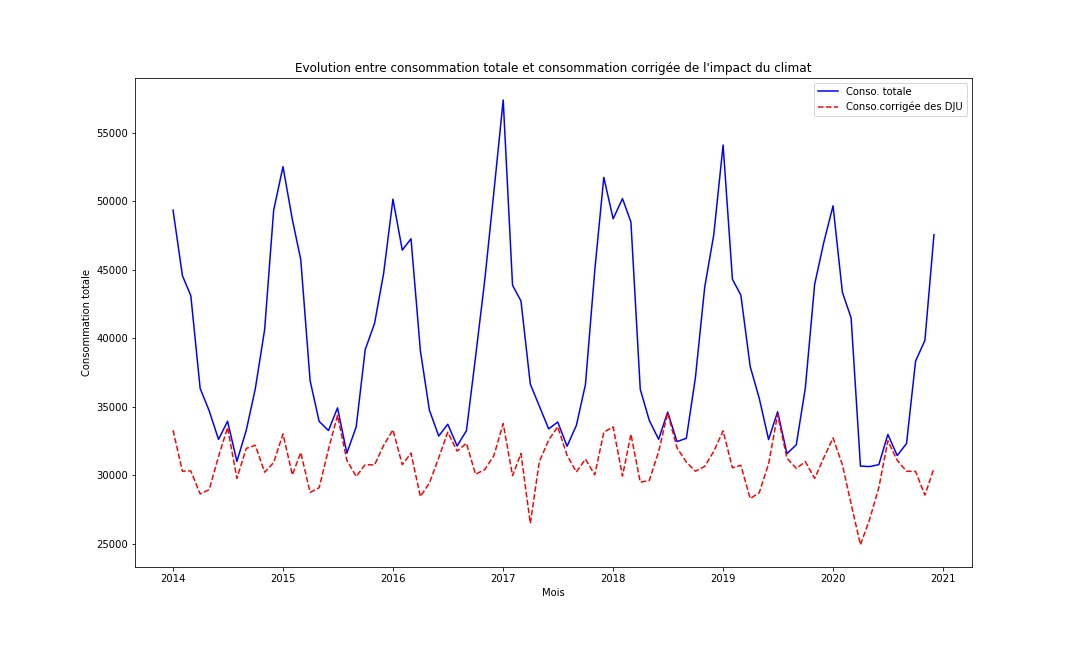 Evolution entre consommation totale et consommation corrigée de l'impact du climat
Conso. totale
Conso.corrigée des DJU
Consommation totale
55000
50000
45000
40000
35000
30000
25000
2014 2015 2016 2017 2018 2019 2020 2021
Mois